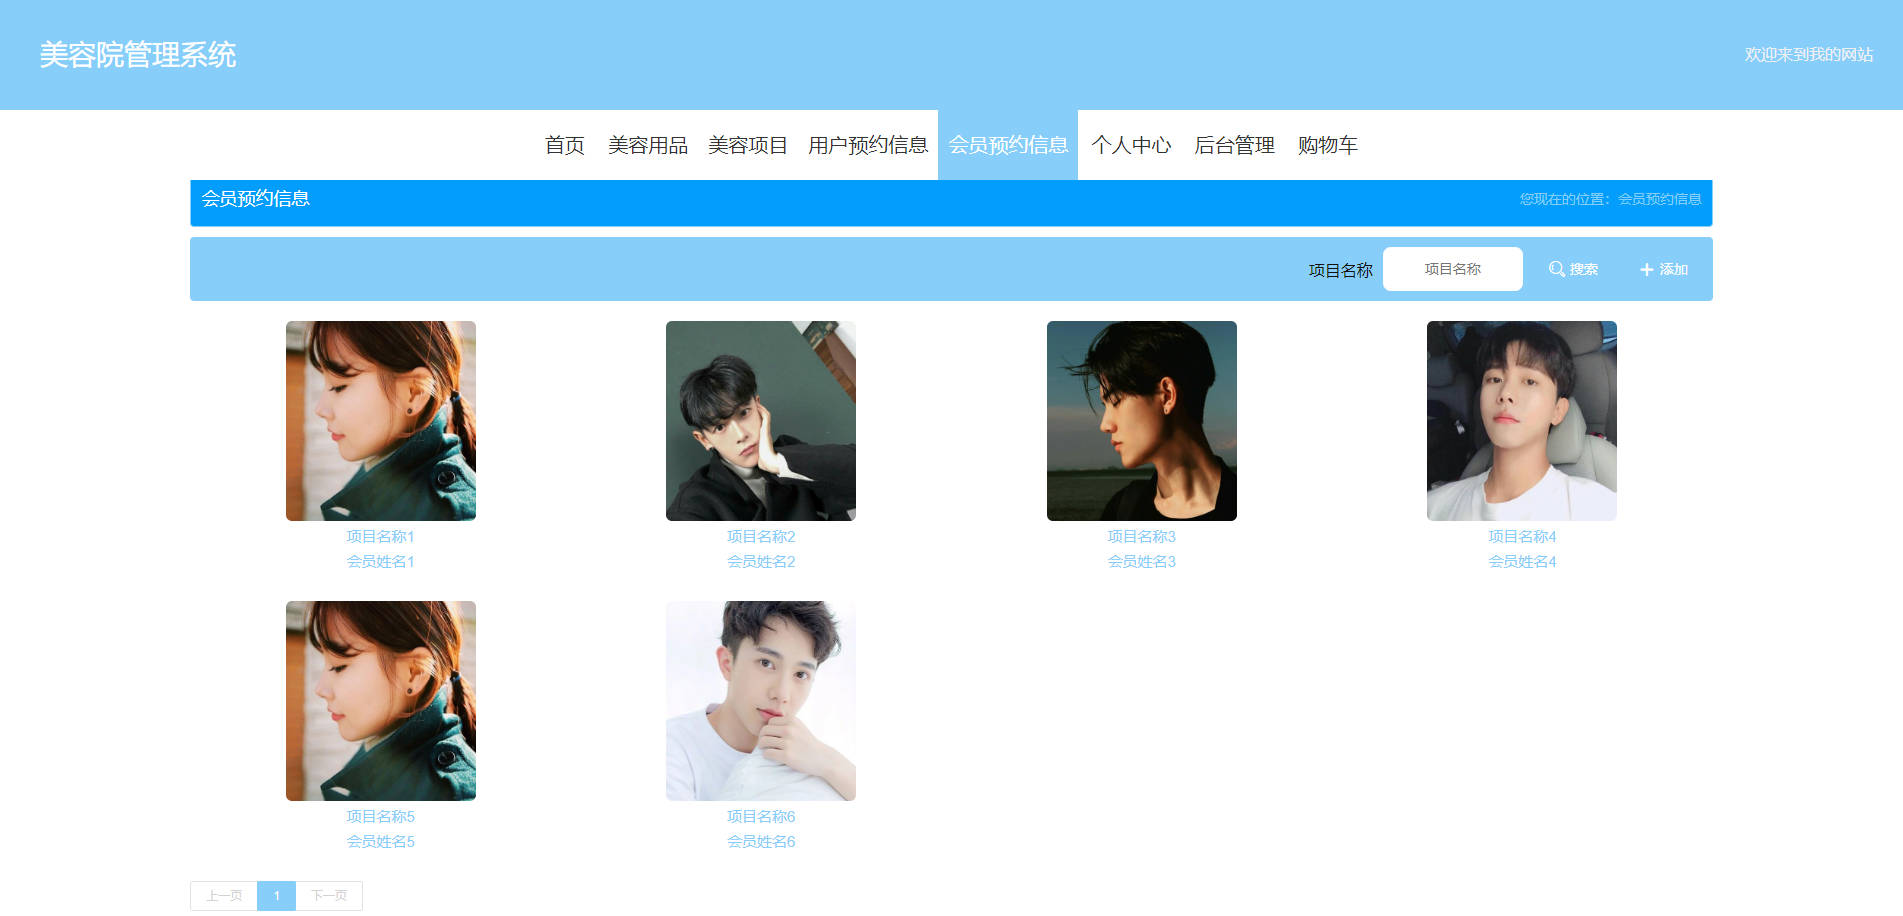 美容院管理系统
欢迎来到我的网站
首页 美容用品 美容项目 用户预约信息 会员预约信息 个人中心 后台管理 购物车
会员预约信息
您现在的位置：会员预约信息
项目名称 项目名称 搜索 添加
项目名称1 项目名称2 项目名称3 项目名称4
会员姓名1 会员姓名2 会员姓名3 会员姓名4
项目名称5 项目名称6
会员姓名5 会员姓名6
上一页 1 下一页